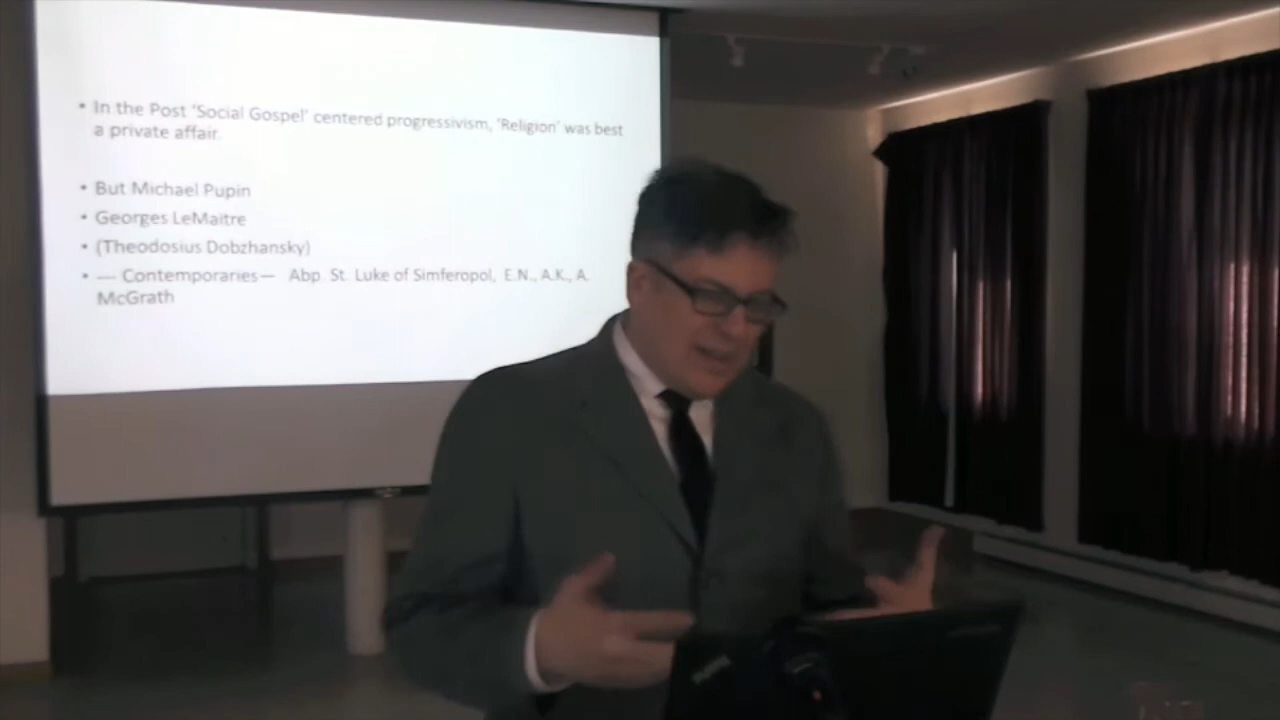 • In the Post 'Social Gospel' centered progressivism, 'Religion' was best
a private affair.
• But Michael Pupin
• Georges LeMaitre
• (Theodosius Dobzhansky)
• — Contemporaries— Abp. St. Luke of Simferopol, E.N., A.K., A.
McGrath